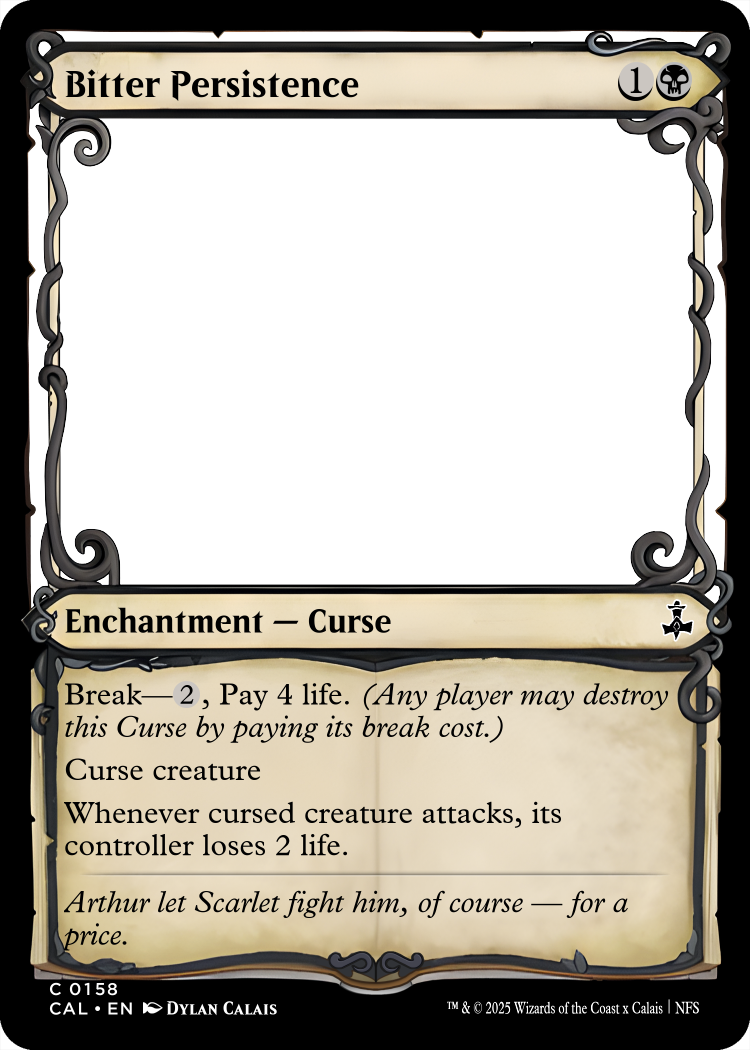 Bitter Persistence 1
Enchantment — Curse
Break—2, Pay 4 life. (Any player may destroy
this Curse by paying its break cost.)
Curse creature
Whenever cursed creature attacks, its
controller loses 2 life.
Arthur let Scarlet fight him, of course — for a
price.
C 0158
CAL • EN Dylan Calais ™ & © 2025 Wizards of the Coast x Calais | NFS